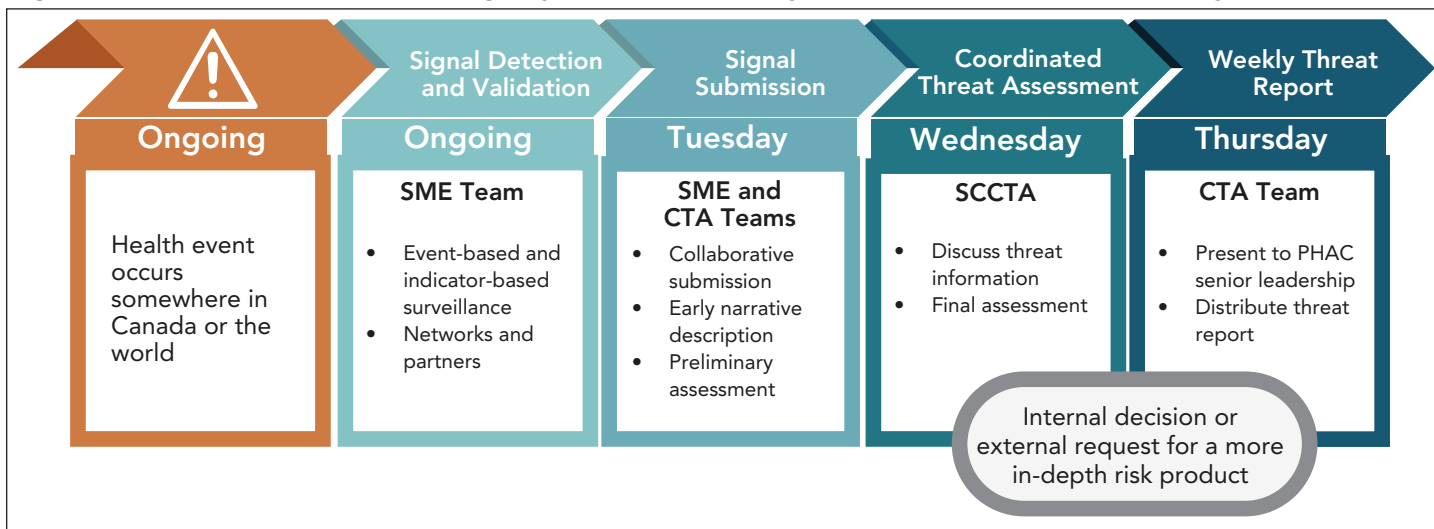 Signal Detection
and Validation
Signal
Submission
Coordinated
Threat Assessment
Weekly Threat
Report
Ongoing
Ongoing
Tuesday
Wednesday
Thursday
Health event
occurs
somewhere in
Canada or the
world
SME Team
• Event-based and
indicator-based
surveillance
• Networks and
partners
SME and
CTA Teams
• Collaborative
submission
• Early narrative
description
• Preliminary
assessment
SCCTA
• Discuss threat
information
• Final assessment
CTA Team
• Present to PHAC
senior leadership
• Distribute threat
report
Internal decision or
external request for a more
in-depth risk product